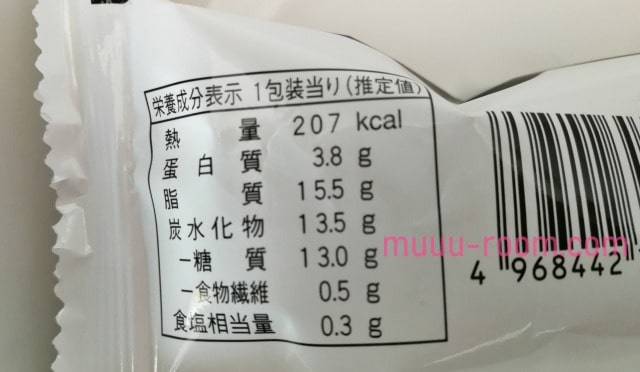 栄養成分表示 1包装当り(推定値)
熱量 207 kcal
蛋白質 3.8 g
脂質 15.5 g
炭水化物 13.5 g
－糖質 13.0 g
－食物繊維 0.5 g
食塩相当量 0.3 g
muuu-room.com
4 968442